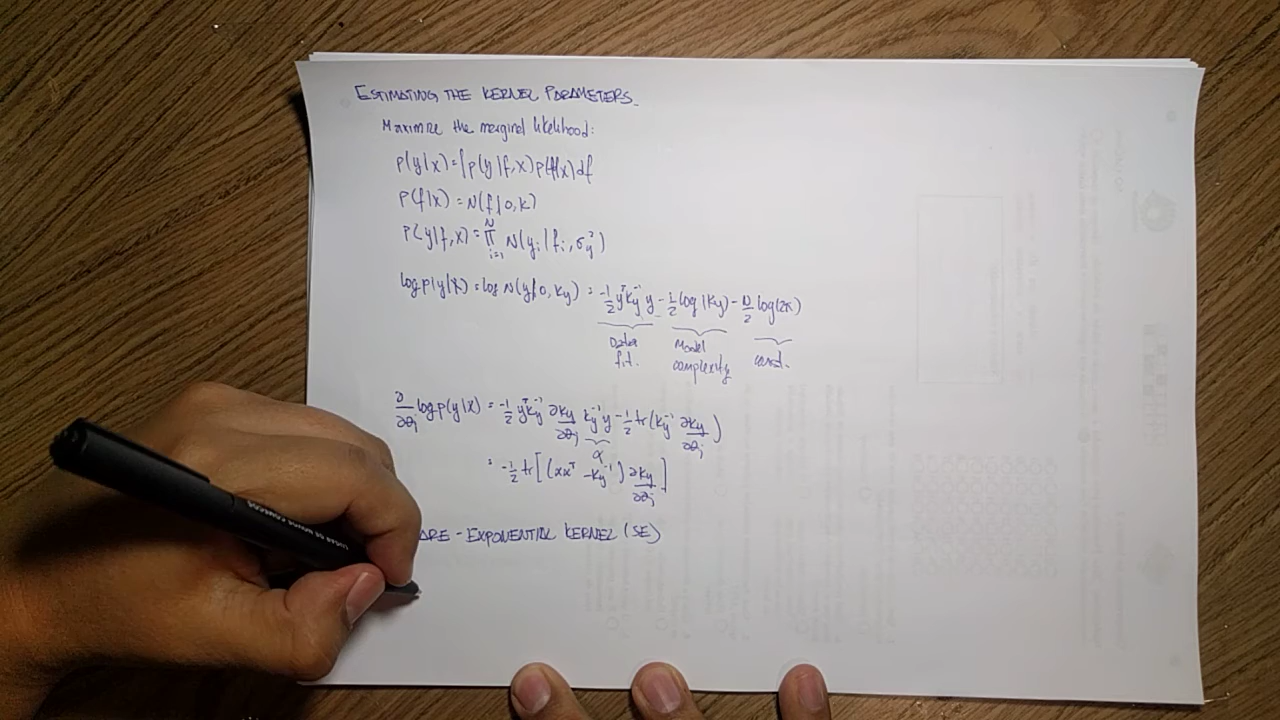 ESTIMATING THE KERNEL PARAMETERS.
Maximize the marginal likelihood:
p(y|x)=∫p(y|f,X)p(f|x)df
P(f|x)=N(f|0,K)
P(y|f,x)=∏_{i=1}^{N} N(y_i|f_i,σ_y^2)
log p(y|x)=log N(y|0,K_y) = -1/2 y^T K_y^{-1} y - 1/2 log|K_y| - N/2 log(2π)
Data fit. Model complexity const.
∂/∂θ_j log p(y|x) = -1/2 y^T K_y^{-1} ∂K_y/∂θ_j K_y^{-1} y - 1/2 tr(K_y^{-1} ∂K_y/∂θ_j)
α
= -1/2 tr[(αα^T - K_y^{-1}) ∂K_y/∂θ_j]
ARE - EXPONENTIAL KERNEL (SE)